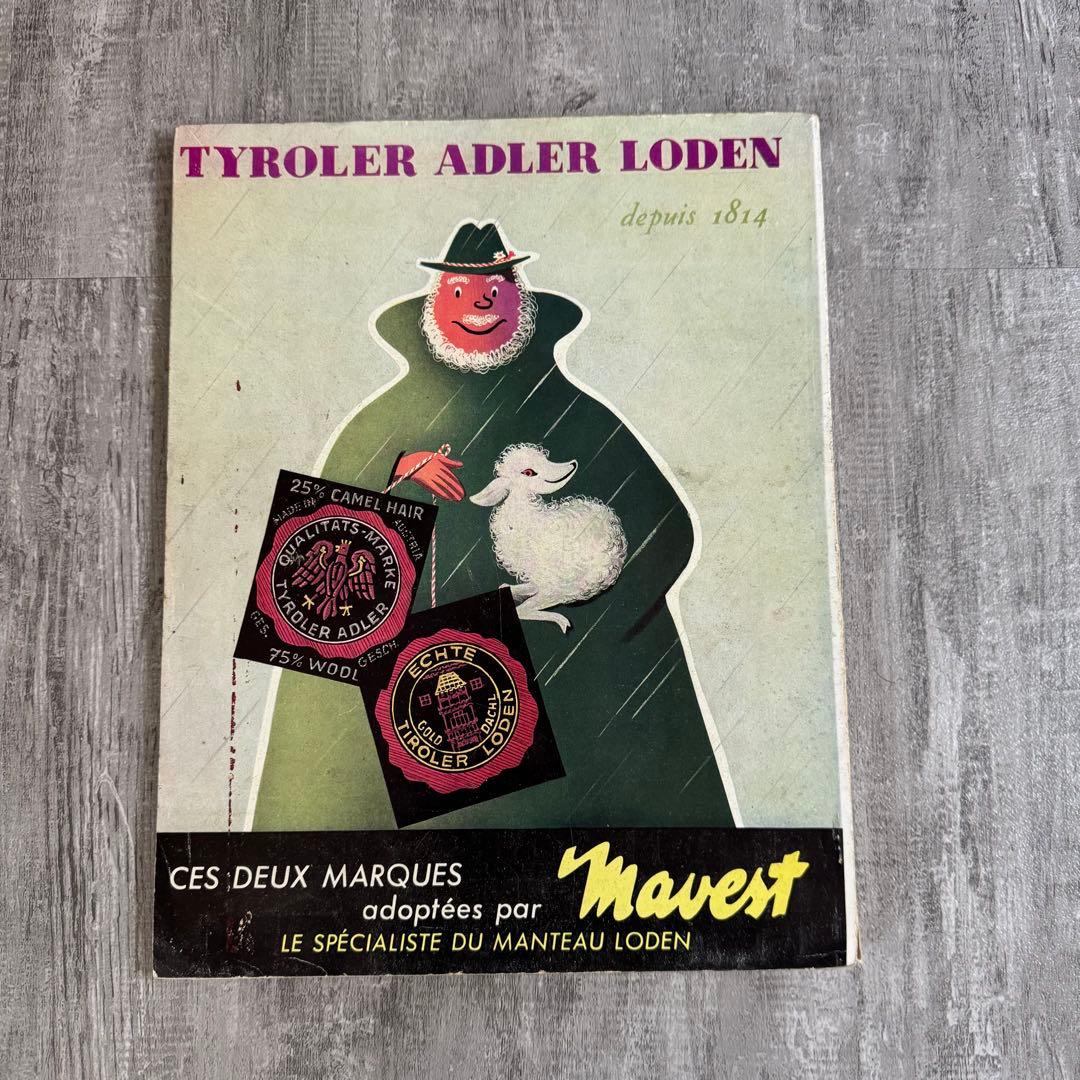 TYROLER ADLER LODEN
depuis 1814
25% CAMEL HAIR
MADE IN AUSTRIA
QUALITATS-MARKE
TYROLER ADLER
GES. GESCH.
75% WOOL
ECHTE
GOLD DACHL
TIROLER LODEN
CES DEUX MARQUES
adoptées par Mavest
LE SPÉCIALISTE DU MANTEAU LODEN